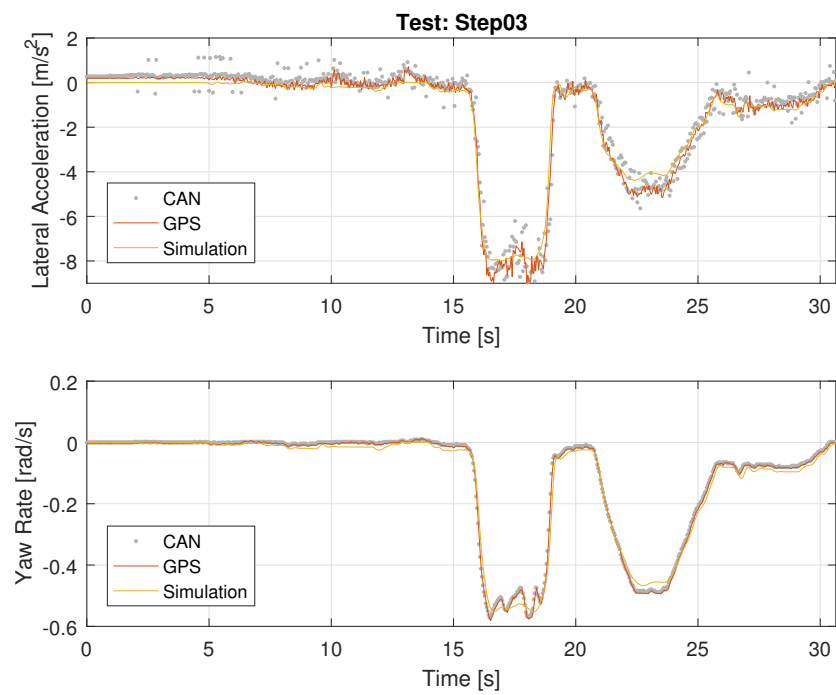 Test: Step03
Lateral Acceleration [m/s²]
2
0
-2
-4
-6
-8
CAN
GPS
Simulation
0 5 10 15 20 25 30
Time [s]
Yaw Rate [rad/s]
0.2
0
-0.2
-0.4
-0.6
CAN
GPS
Simulation
0 5 10 15 20 25 30
Time [s]